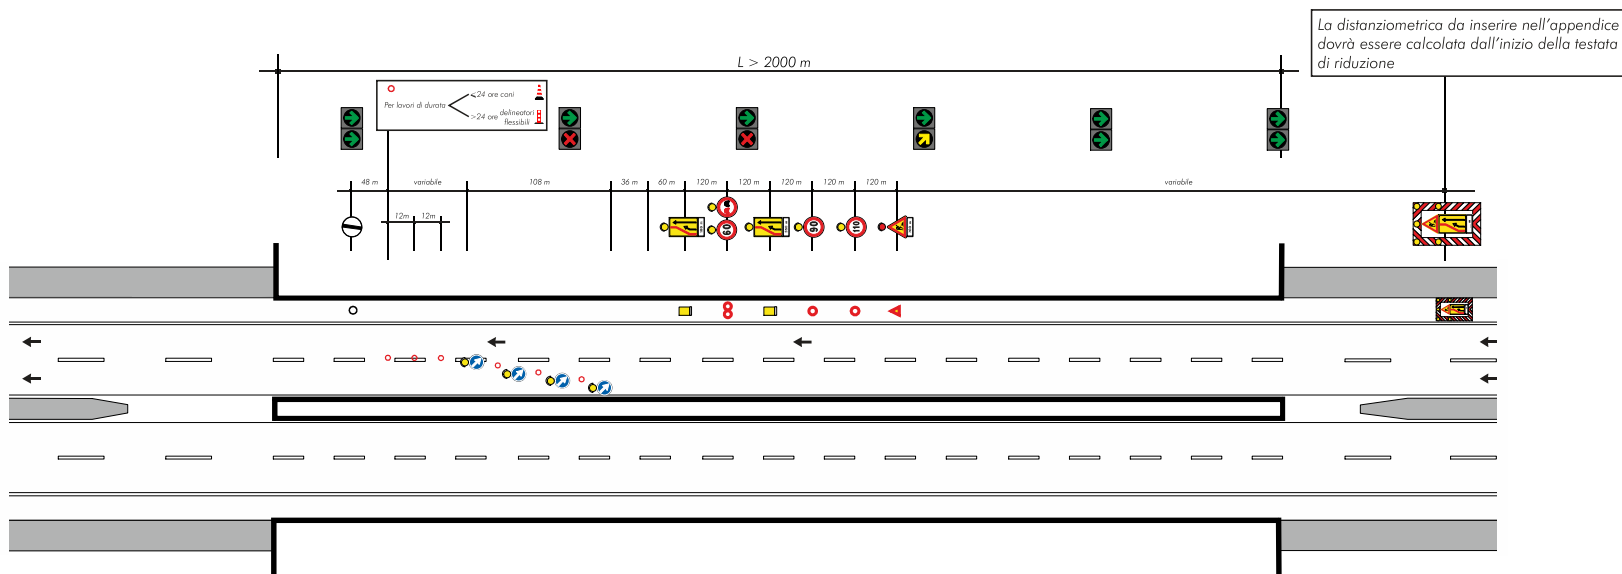 La distanziometrica da inserire nell'appendice
dovrà essere calcolata dall'inizio della testata
di riduzione
L > 2000 m
Per lavori di durata
⩽24 ore coni
>24 ore
delineatori
flessibili
48 m
variabile
108 m
36 m
60 m
120 m
120 m
120 m
120 m
120 m
variabile
12m
12m
60
90
110